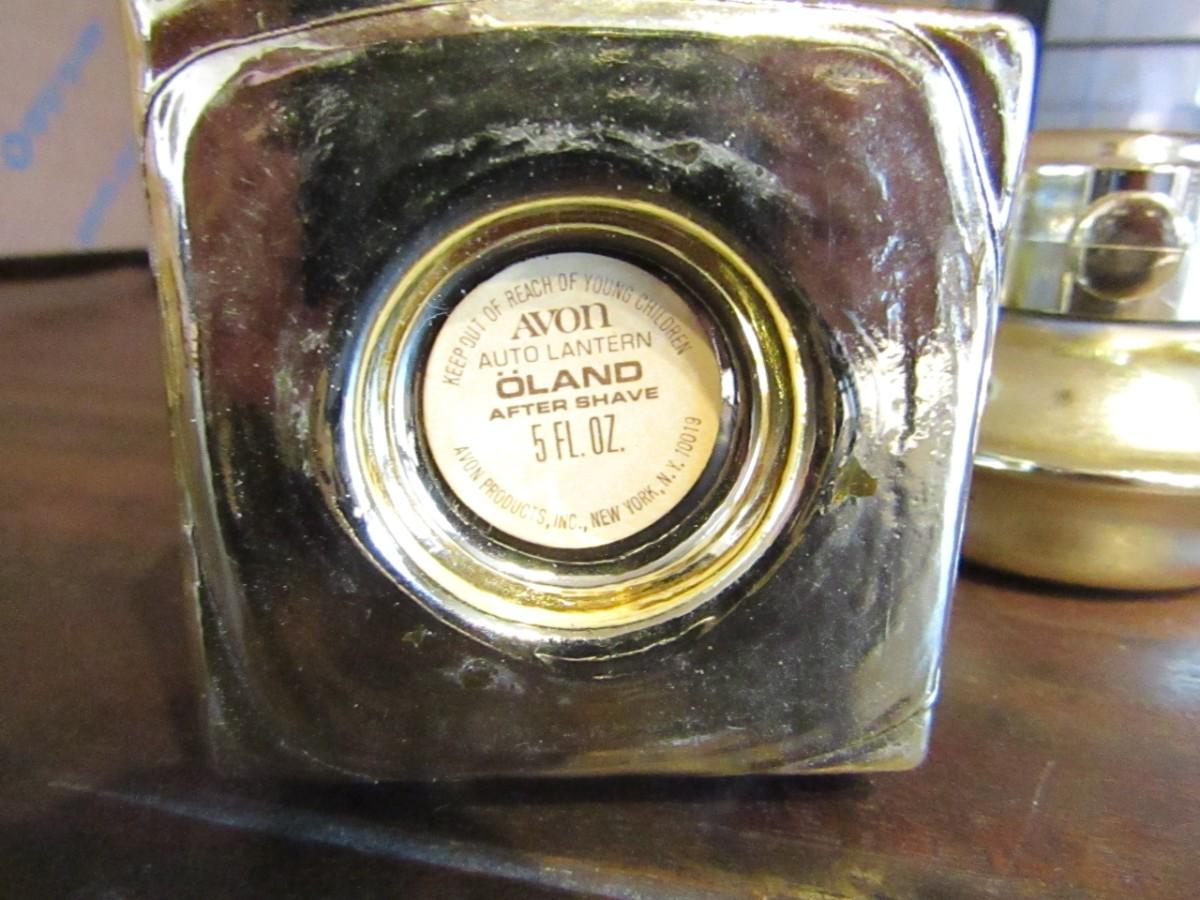 KEEP OUT OF REACH OF YOUNG CHILDREN
AVON
AUTO LANTERN
ÖLAND
AFTER SHAVE
5 FL. OZ.
AVON PRODUCTS, INC., NEW YORK, N.Y. 10019